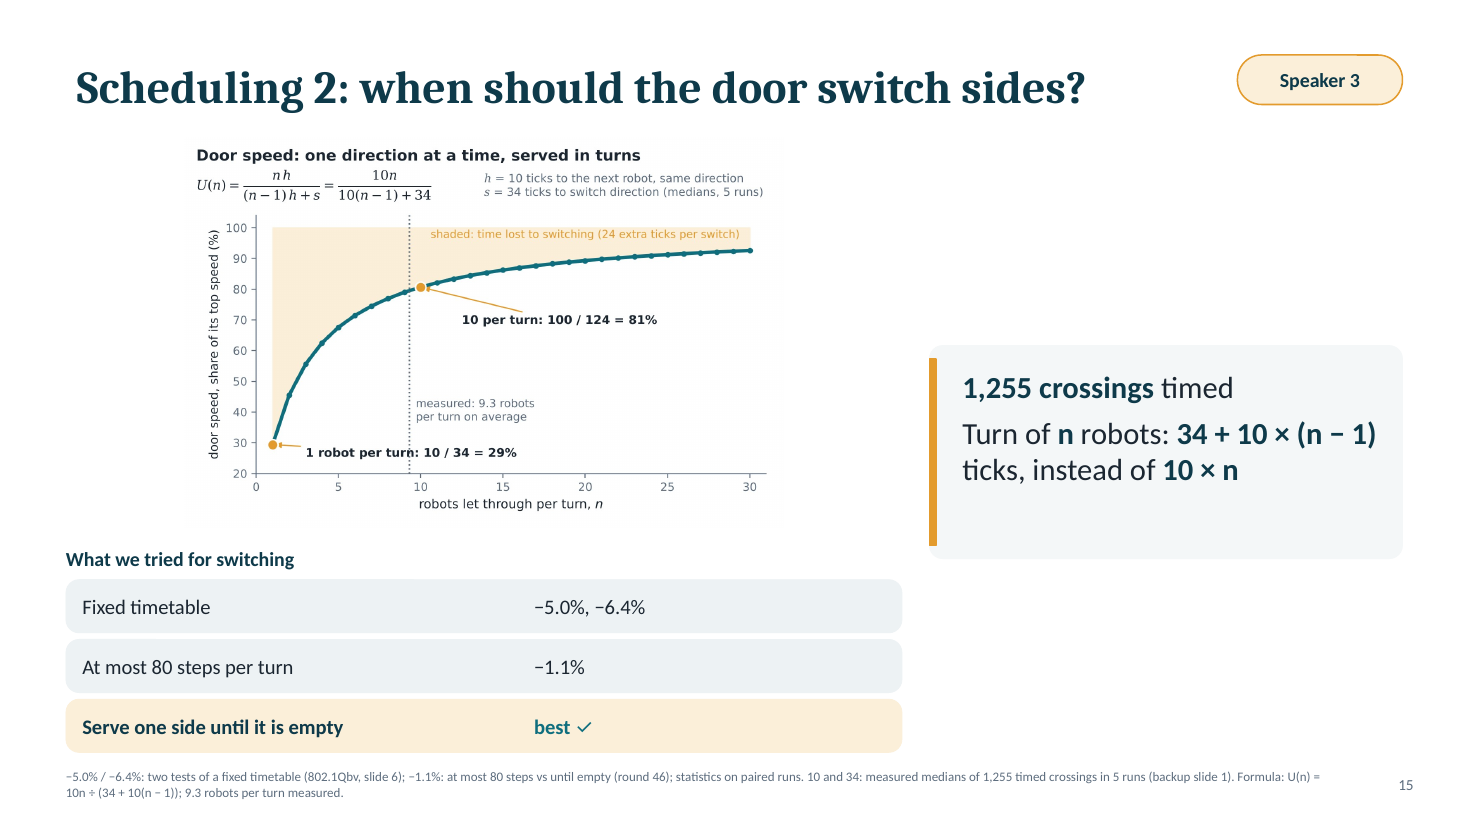 Scheduling 2: when should the door switch sides?
Speaker 3
Door speed: one direction at a time, served in turns
U(n) = n h / ((n − 1) h + s) = 10n / (10(n − 1) + 34)
h = 10 ticks to the next robot, same direction
s = 34 ticks to switch direction (medians, 5 runs)
shaded: time lost to switching (24 extra ticks per switch)
door speed, share of its top speed (%)
100
90
80
70
60
50
40
30
20
10 per turn: 100 / 124 = 81%
measured: 9.3 robots
per turn on average
1 robot per turn: 10 / 34 = 29%
0 5 10 15 20 25 30
robots let through per turn, n
1,255 crossings timed
Turn of n robots: 34 + 10 × (n − 1)
ticks, instead of 10 × n
What we tried for switching
Fixed timetable −5.0%, −6.4%
At most 80 steps per turn −1.1%
Serve one side until it is empty best ✓
−5.0% / −6.4%: two tests of a fixed timetable (802.1Qbv, slide 6); −1.1%: at most 80 steps vs until empty (round 46); statistics on paired runs. 10 and 34: measured medians of 1,255 timed crossings in 5 runs (backup slide 1). Formula: U(n) =
10n ÷ (34 + 10(n − 1)); 9.3 robots per turn measured.
15